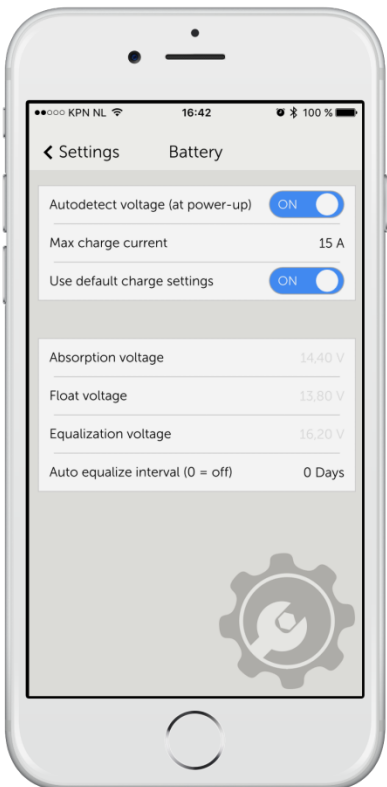 KPN NL 16:42 100 %
Settings Battery
Autodetect voltage (at power-up) ON
Max charge current 15 A
Use default charge settings ON
Absorption voltage 14,40 V
Float voltage 13,80 V
Equalization voltage 16,20 V
Auto equalize interval (0 = off) 0 Days